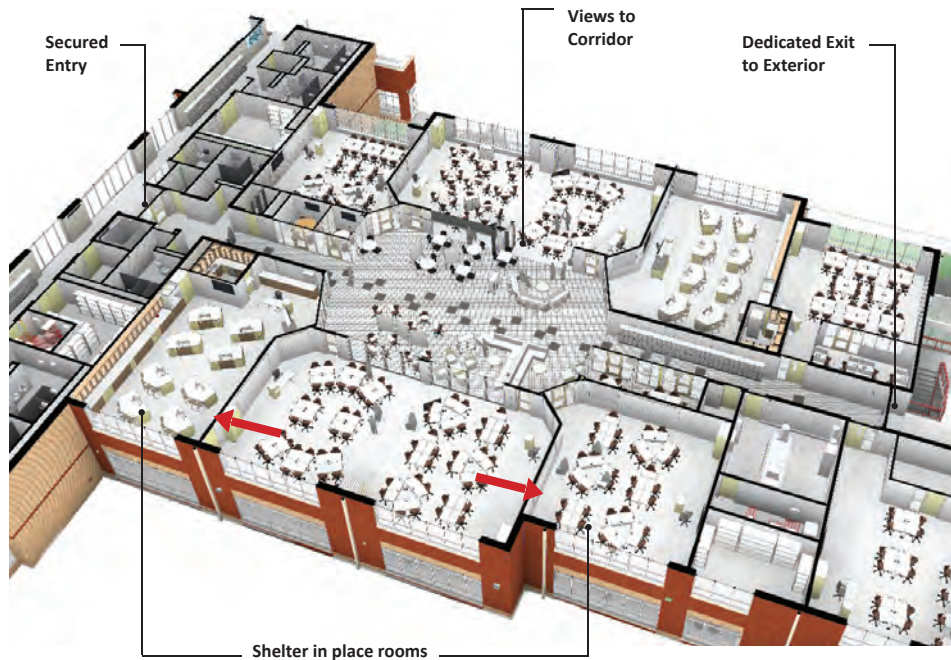 Secured
Entry
Views to
Corridor
Dedicated Exit
to Exterior
Shelter in place rooms